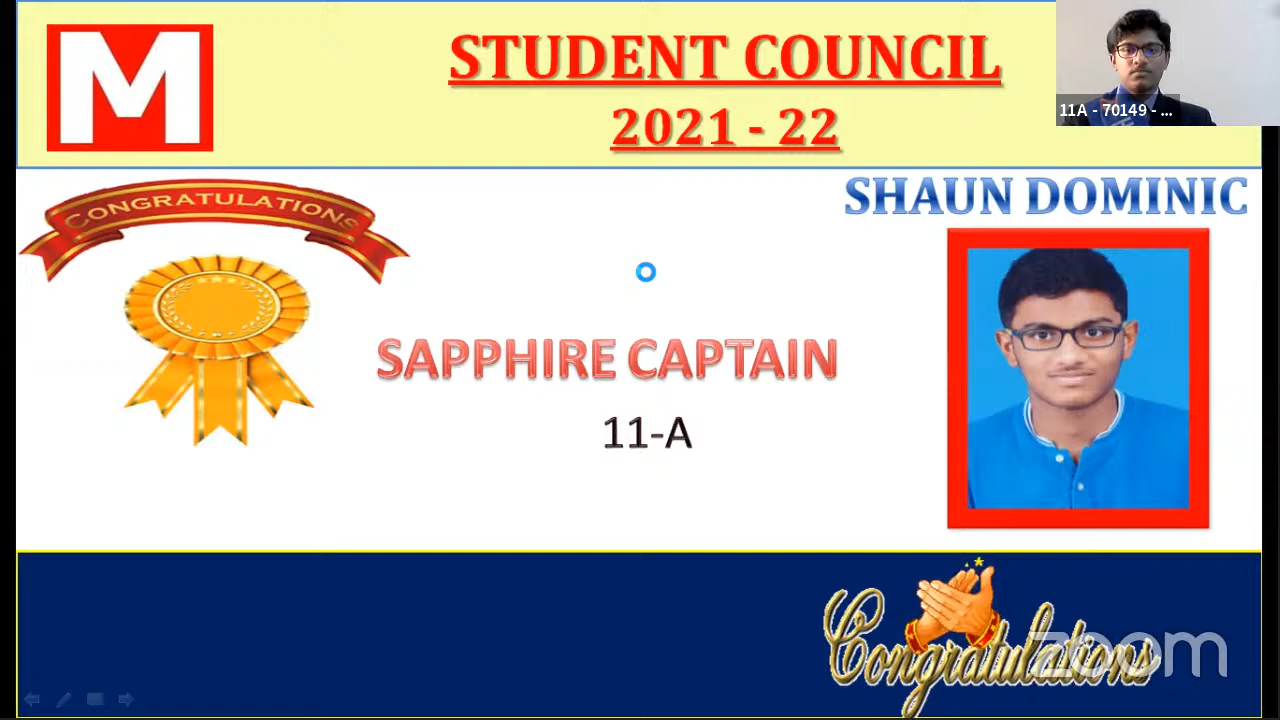 M
STUDENT COUNCIL
2021 - 22
11A - 70149 - ...
CONGRATULATIONS
SHAUN DOMINIC
SAPPHIRE CAPTAIN
11-A
Congratulations
zoom